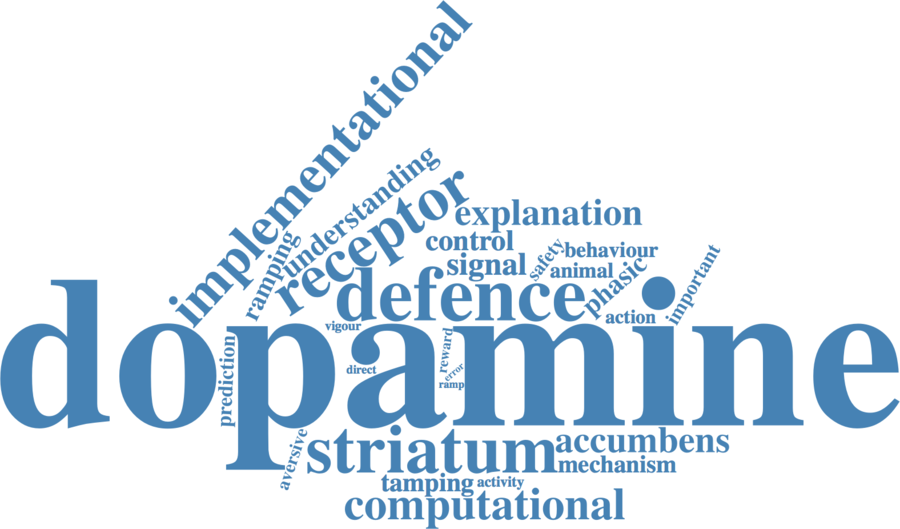 implementational
understanding
ramping
receptor
explanation
control
safety
behaviour
signal
animal
phasic
important
defence
action
dopamine
vigour
direct
reward
error
ramp
prediction
aversive
striatum
accumbens
mechanism
tamping
activity
computational